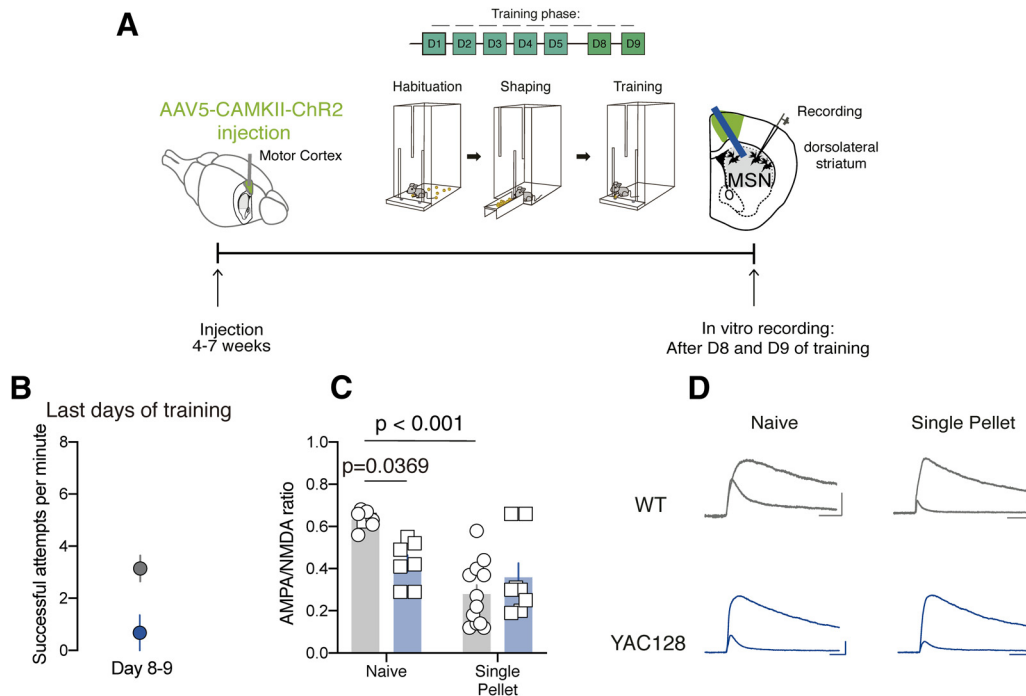 A
Training phase:
D1 D2 D3 D4 D5 D8 D9
Habituation
Shaping
Training
AAV5-CAMKII-ChR2
injection
Motor Cortex
Recording
dorsolateral
striatum
MSN
Injection
4-7 weeks
In vitro recording:
After D8 and D9 of training
B
Last days of training
Successful attempts per minute
8
6
4
2
0
Day 8-9
C
p < 0.001
p=0.0369
AMPA/NMDA ratio
1.0
0.8
0.6
0.4
0.2
0.0
Naive
Single
Pellet
D
Naive
Single Pellet
WT
YAC128